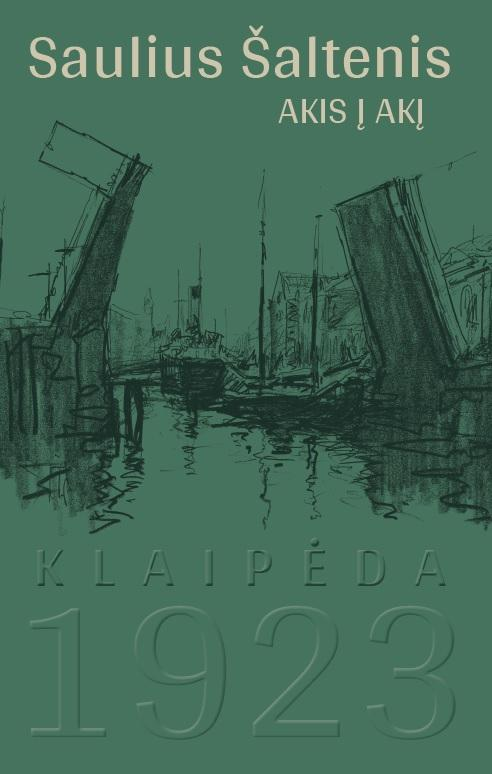 Saulius Šaltenis
AKIS Į AKĮ
KLAIPĖDA
1923